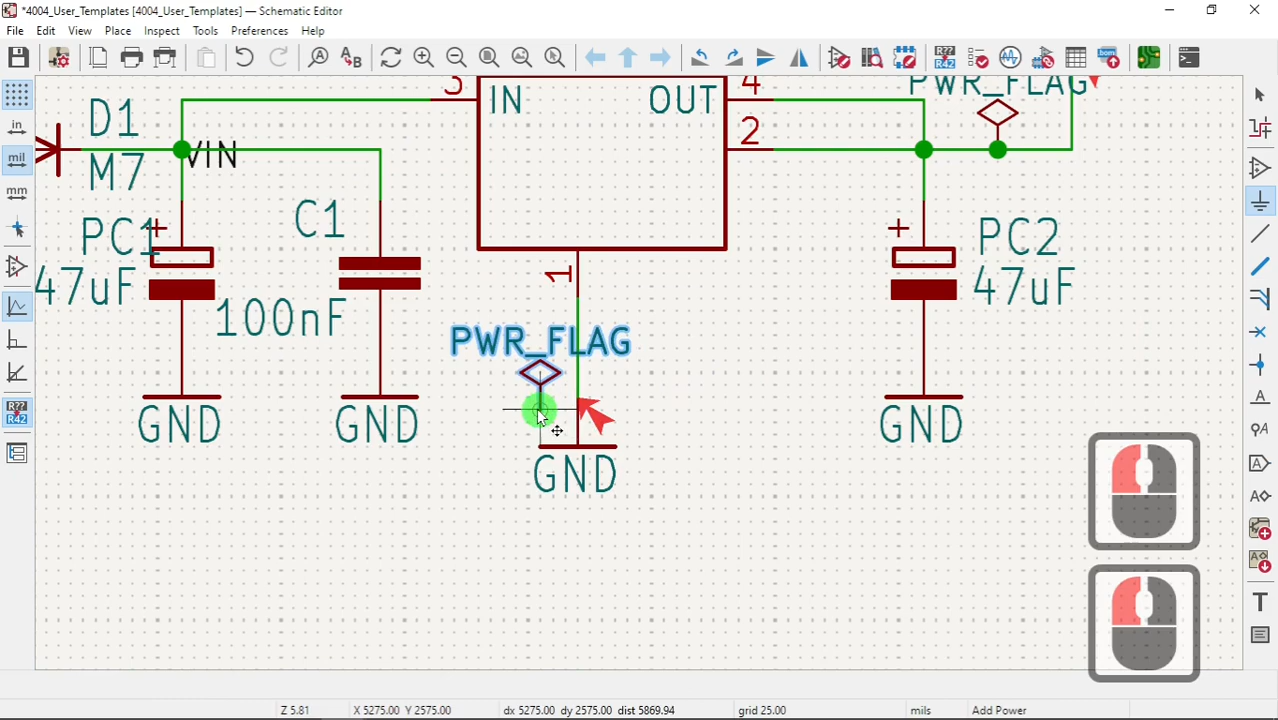 *4004_User_Templates [4004_User_Templates] — Schematic Editor
File Edit View Place Inspect Tools Preferences Help
R??
R42
bom
in
mil
mm
R??
R42
A
A
A
A
T
D1
M7
VIN
3
IN
OUT
4
2
1
PWR_FLAG
PC1
47uF
+
C1
100nF
GND
GND
PWR_FLAG
GND
+
PC2
47uF
GND
Z 5.81 X 5275.00 Y 2575.00 dx 5275.00 dy 2575.00 dist 5869.94 grid 25.00 mils Add Power